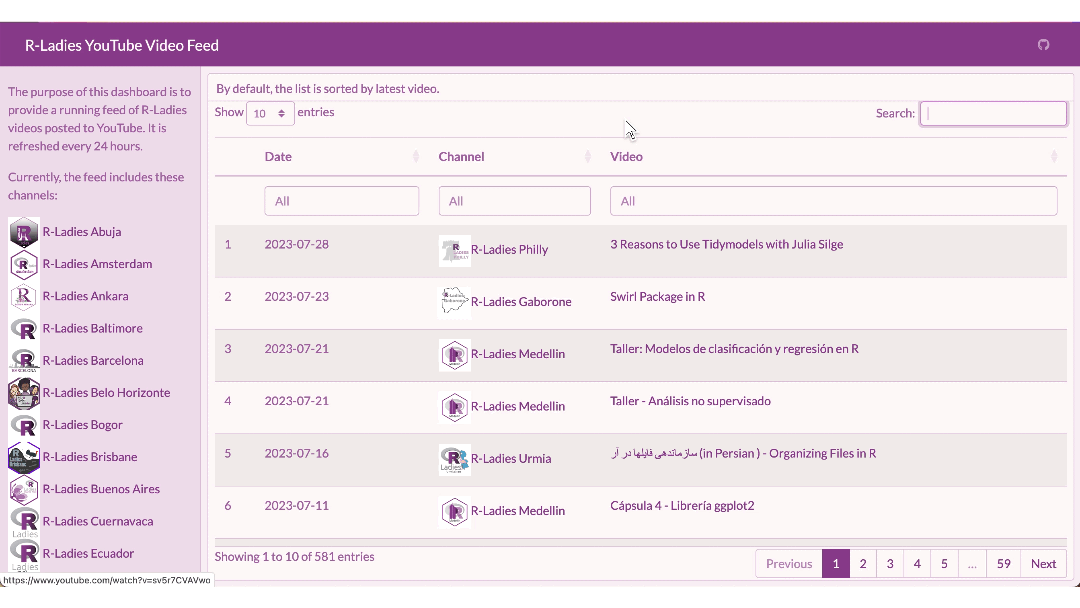 R-Ladies YouTube Video Feed
The purpose of this dashboard is to
provide a running feed of R-Ladies
videos posted to YouTube. It is
refreshed every 24 hours.
Currently, the feed includes these
channels:
R-Ladies Abuja
R-Ladies Amsterdam
R-Ladies Ankara
R-Ladies Baltimore
R-Ladies Barcelona
R-Ladies Belo Horizonte
R-Ladies Bogor
R-Ladies Brisbane
R-Ladies Buenos Aires
R-Ladies Cuernavaca
R-Ladies Ecuador
https://www.youtube.com/watch?v=sv5r7CVAVwo
By default, the list is sorted by latest video.
Show 10 entries
Search:
Date Channel Video
All All All
1 2023-07-28 R-Ladies Philly 3 Reasons to Use Tidymodels with Julia Silge
2 2023-07-23 R-Ladies Gaborone Swirl Package in R
3 2023-07-21 R-Ladies Medellin Taller: Modelos de clasificación y regresión en R
4 2023-07-21 R-Ladies Medellin Taller - Análisis no supervisado
5 2023-07-16 R-Ladies Urmia سازماندهی فایلها در آر (in Persian ) - Organizing Files in R
6 2023-07-11 R-Ladies Medellin Cápsula 4 - Librería ggplot2
Showing 1 to 10 of 581 entries
Previous 1 2 3 4 5 ... 59 Next